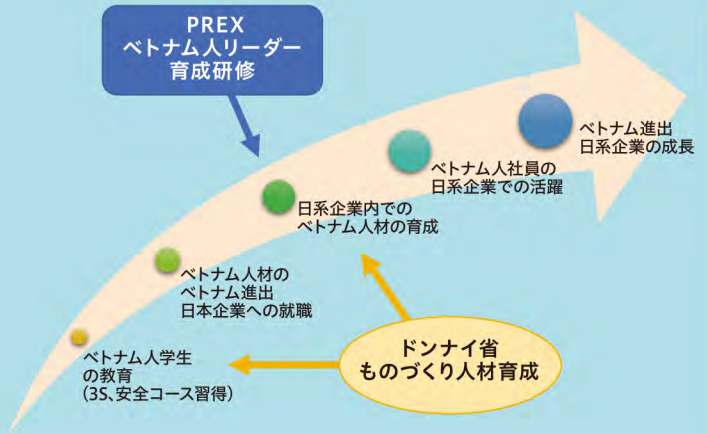 PREX
ベトナム人リーダー
育成研修
ベトナム進出
日系企業の成長
ベトナム人社員の
日系企業での活躍
日系企業内での
ベトナム人材の育成
ベトナム人材の
ベトナム進出
日本企業への就職
ベトナム人学生
の教育
(3S、安全コース習得)
ドンナイ省
ものづくり人材育成